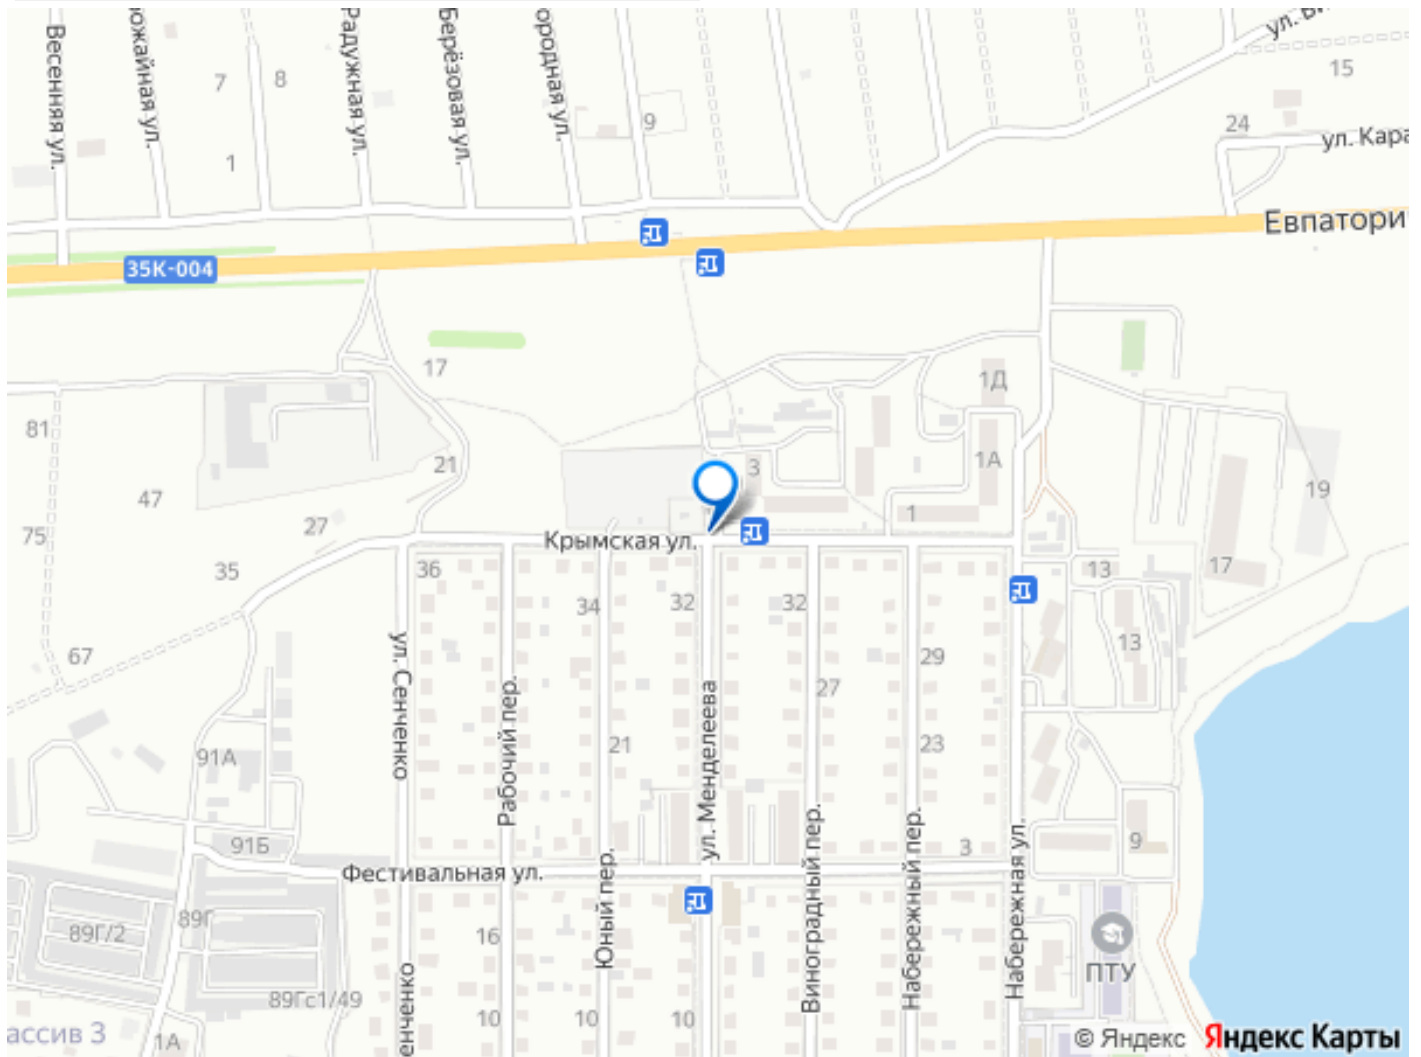 Весенняя ул.
ожайная ул.
Радужная ул.
Берёзовая ул.
ородная ул.
7
8
9
1
15
24
ул. Кара
Евпатори
35К-004
17
81
21
47
27
75
35
36
67
3
1Д
1А
1
19
17
13
13
Крымская ул.
34
32
32
29
27
21
23
ул. Сенченко
Рабочий пер.
Юный пер.
ул. Менделеева
Виноградный пер.
Набережный пер.
Набережная ул.
91А
91Б
Фестивальная ул.
3
9
89Г
89Г/2
16
89Гс1/49
енченко
10
10
10
ПТУ
ассив 3
1А
© Яндекс Яндекс Карты